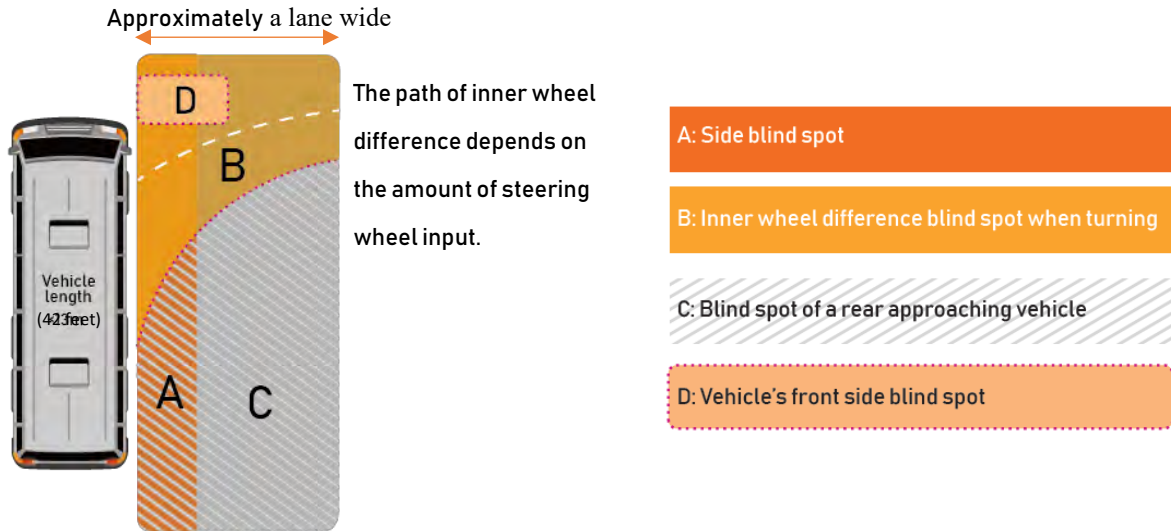 Approximately a lane wide
D
B
A
C
The path of inner wheel
difference depends on
the amount of steering
wheel input.
Vehicle
length
feet)
A: Side blind spot
B: Inner wheel difference blind spot when turning
C: Blind spot of a rear approaching vehicle
D: Vehicle's front side blind spot